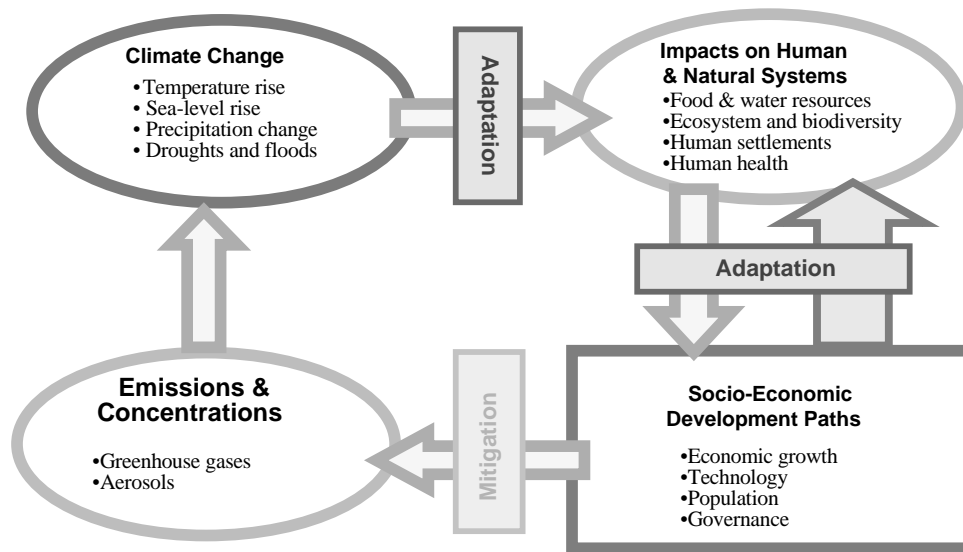 Climate Change
• Temperature rise
• Sea-level rise
• Precipitation change
• Droughts and floods
Adaptation
Impacts on Human
& Natural Systems
•Food & water resources
•Ecosystem and biodiversity
•Human settlements
•Human health
Adaptation
Emissions &
Concentrations
•Greenhouse gases
•Aerosols
Mitigation
Socio-Economic
Development Paths
•Economic growth
•Technology
•Population
•Governance